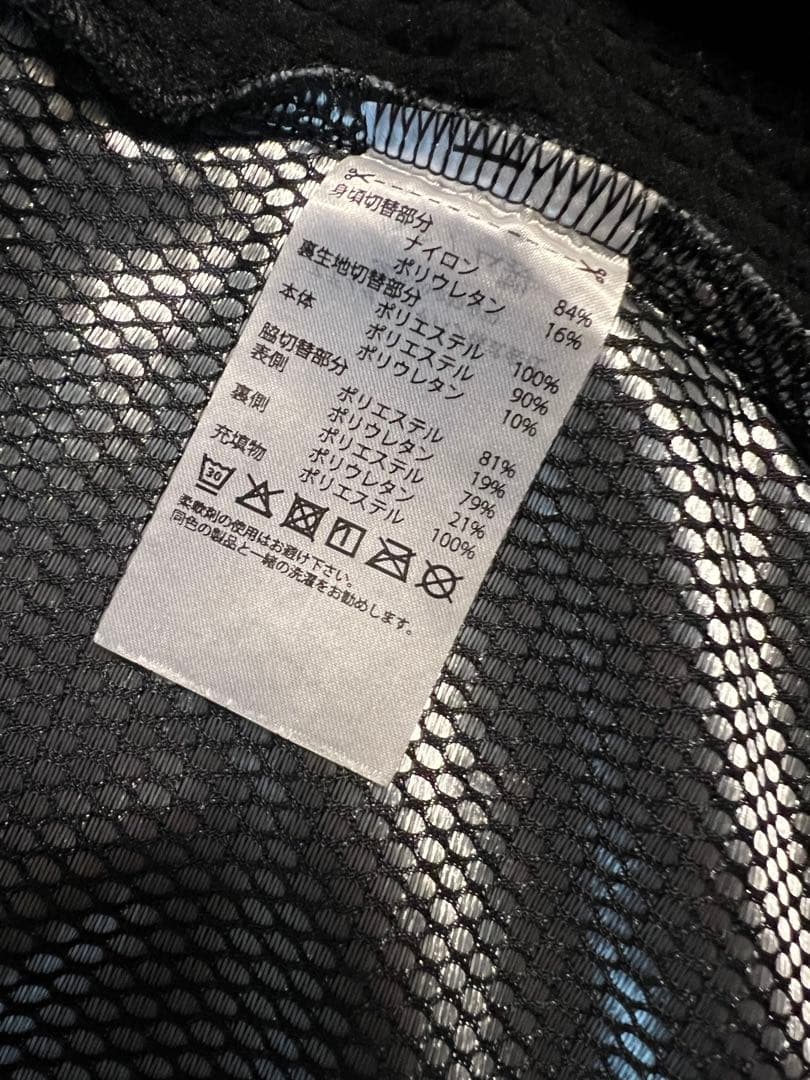 身頃切替部分
ナイロン 84%
ポリウレタン 16%
裏生地切替部分
ポリエステル 100%
本体 ポリエステル 90%
ポリウレタン 10%
脇切替部分
表側 ポリエステル 81%
ポリウレタン 19%
裏側 ポリエステル 79%
ポリウレタン 21%
充填物 ポリエステル 100%
30
柔軟剤の使用はお避け下さい。
同色の製品と一緒の洗濯をお勧めします。